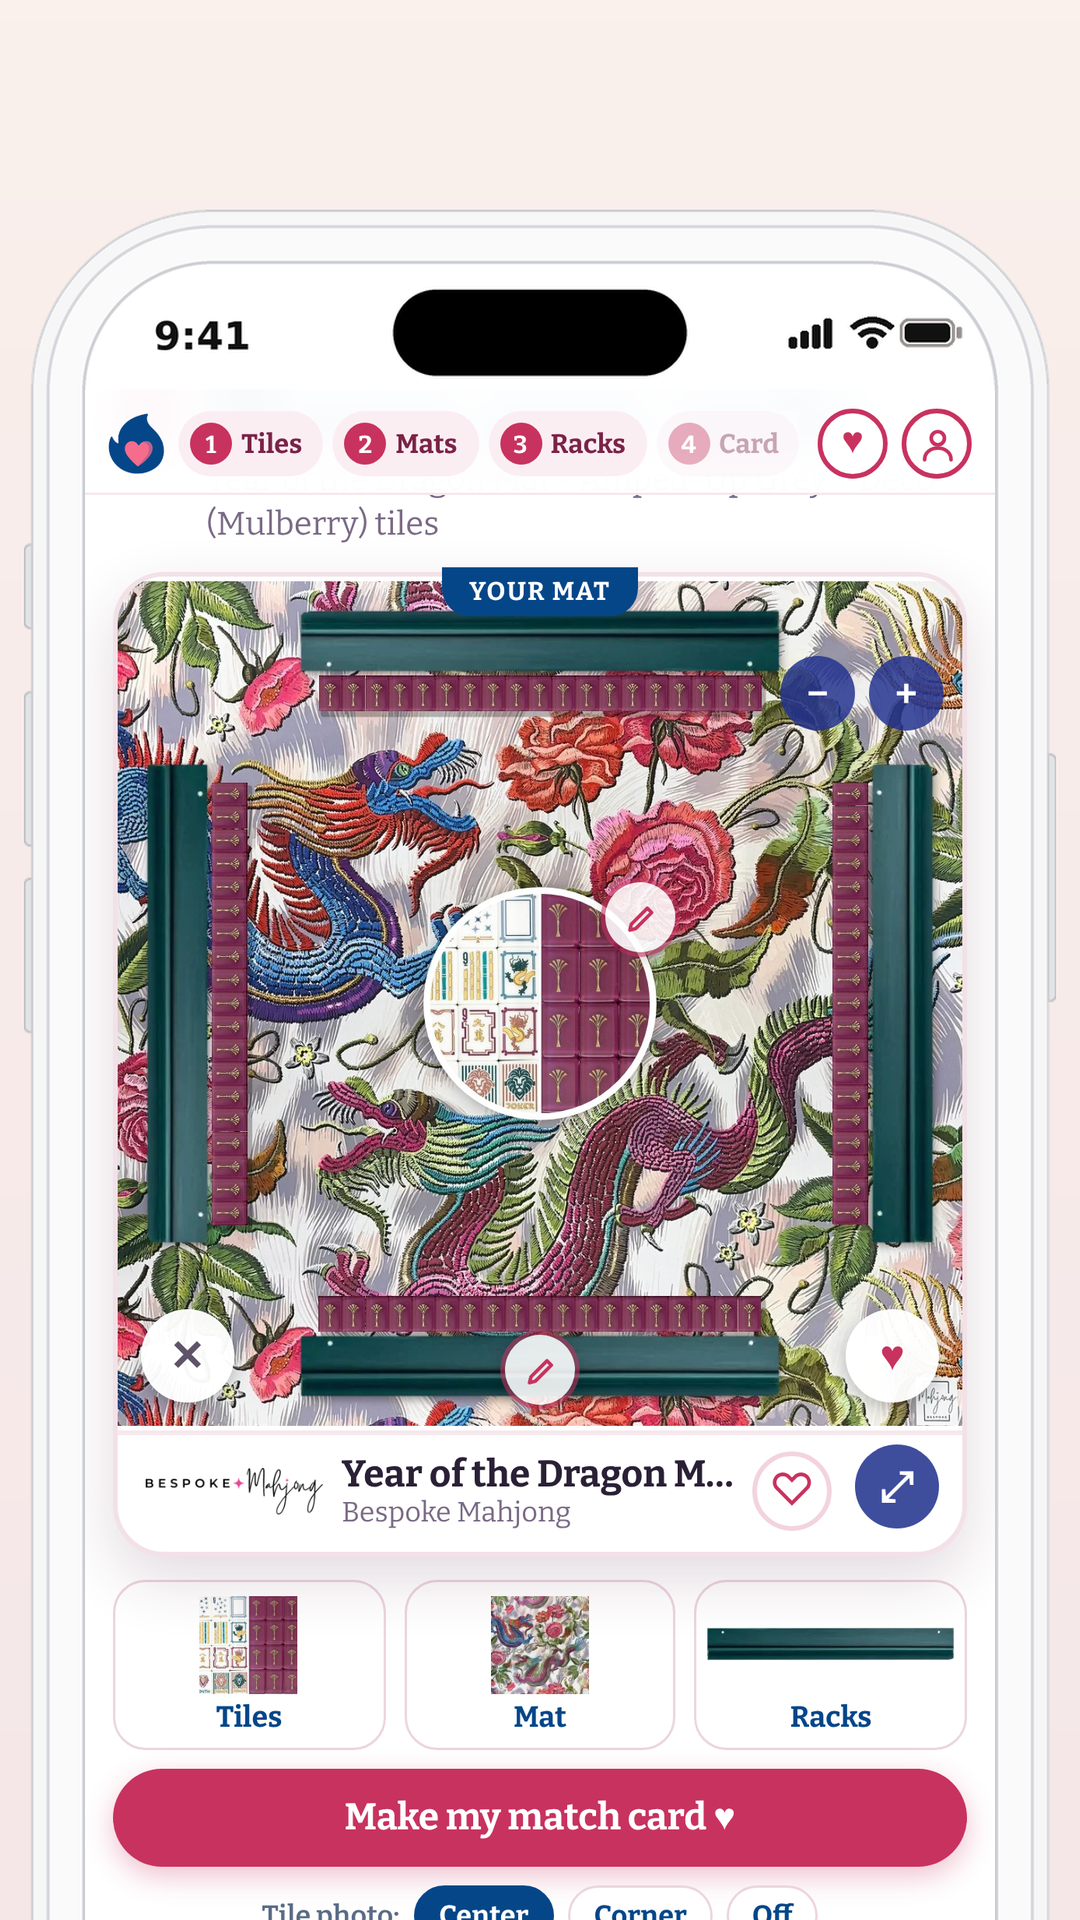 9:41
1 Tiles
2 Mats
3 Racks
4 Card
(Mulberry) tiles
YOUR MAT
− +
JOKER
BESPOKE Mahjong
Year of the Dragon M...
Bespoke Mahjong
Tiles
Mat
Racks
Make my match card ♥
Tile photo: Center Corner Off